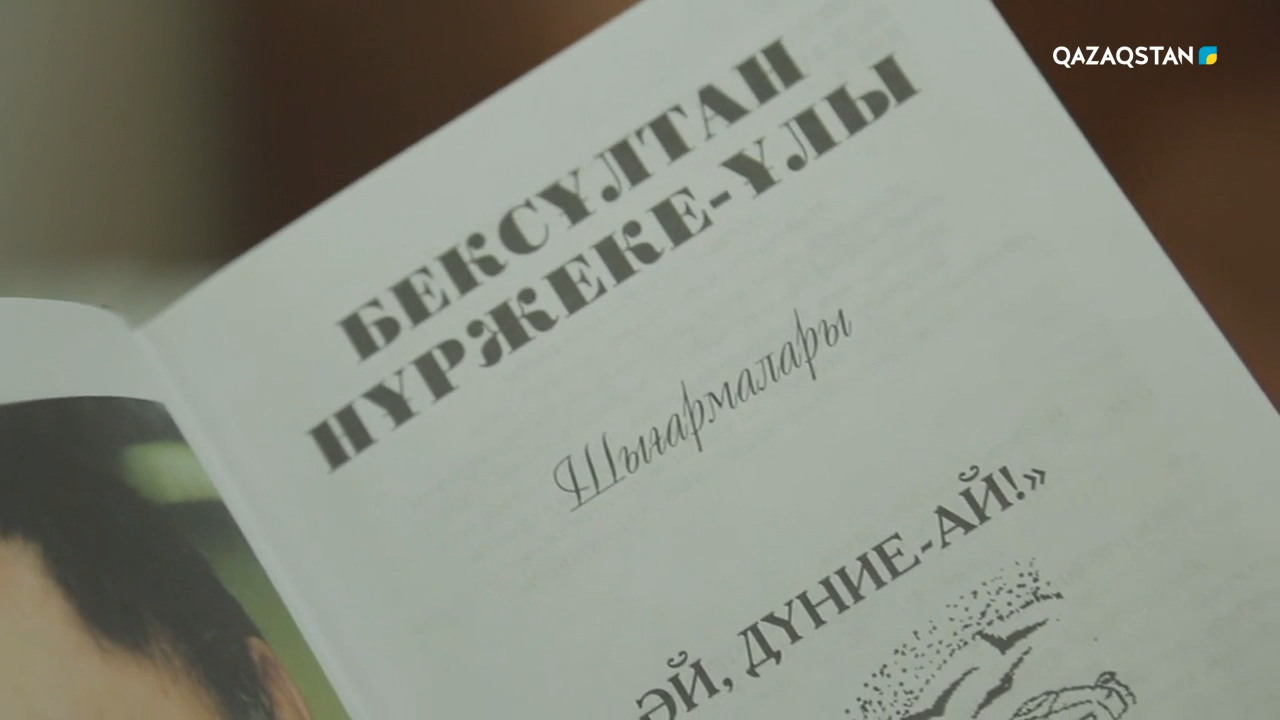 QAZAQSTAN
БЕКСҰЛТАН
НҰРЖЕКЕ-ҰЛЫ
Шығармалары
ӘЙ, ДҮНИЕ-АЙ!»